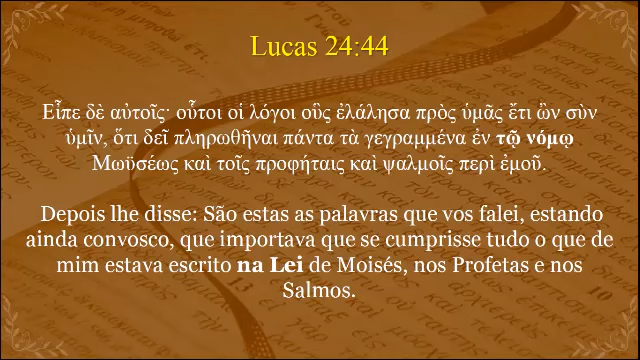 Lucas 24:44
Εἶπε δὲ αὐτοῖς· οὗτοι οἱ λόγοι οὓς ἐλάλησα πρὸς ὑμᾶς ἔτι ὢν σὺν
ὑμῖν, ὅτι δεῖ πληρωθῆναι πάντα τὰ γεγραμμένα ἐν τῷ νόμῳ
Μωϋσέως καὶ τοῖς προφήταις καὶ ψαλμοῖς περὶ ἐμοῦ.
Depois lhe disse: São estas as palavras que vos falei, estando
ainda convosco, que importava que se cumprisse tudo o que de
mim estava escrito na Lei de Moisés, nos Profetas e nos
Salmos.